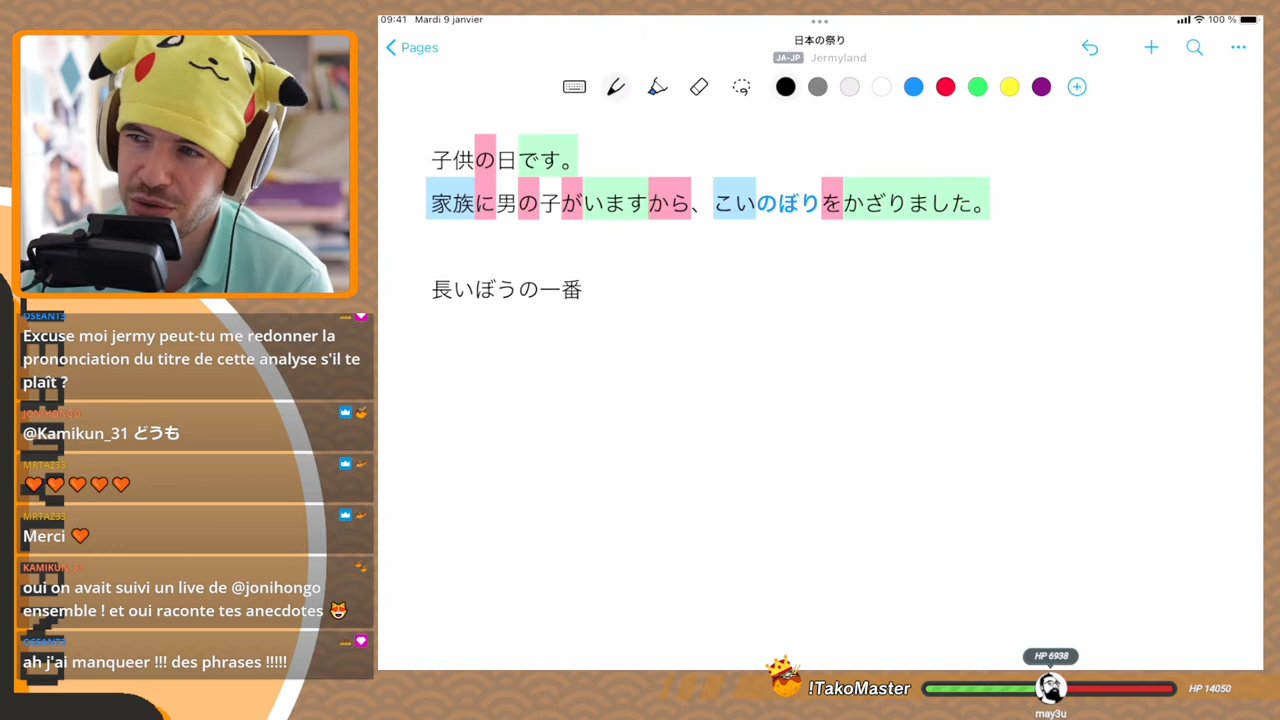 09:41 Mardi 9 janvier
100 %
Pages
日本の祭り
JA-JP Jermyland
子供の日です。
家族に男の子がいますから、こいのぼりをかざりました。
長いぼうの一番
OSEANT3
Excuse moi jermy peut-tu me redonner la
prononciation du titre de cette analyse s'il te
plaît ?
JONIHONGO
@Kamikun_31 どうも
MRTAZ33
MRTAZ33
Merci
KAMIKUN_31
oui on avait suivi un live de @jonihongo
ensemble ! et oui raconte tes anecdotes
OSEANT3
ah j'ai manqueer !!! des phrases !!!!!
HP 6938
!TakoMaster
HP 14050
may3u